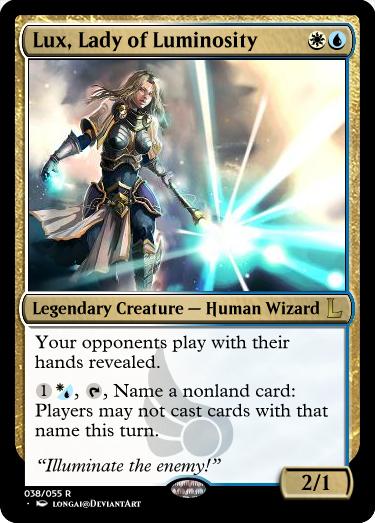 Lux, Lady of Luminosity
Legendary Creature — Human Wizard L
Your opponents play with their
hands revealed.
1 , , Name a nonland card:
Players may not cast cards with that
name this turn.
“Illuminate the enemy!”
2/1
038/055 R
· LONGAI@DEVIANTART